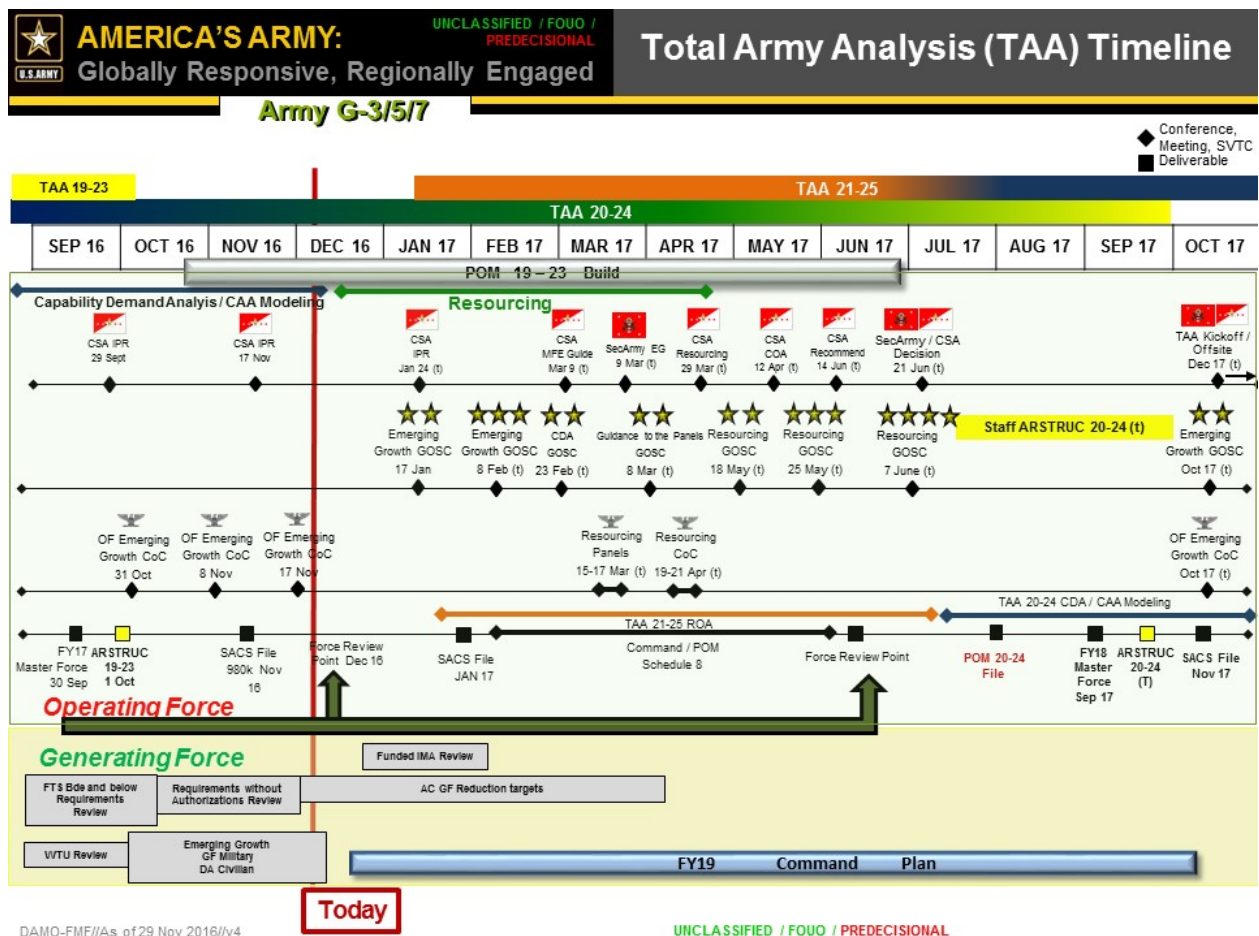 UNCLASSIFIED / FOUO /
PREDECISIONAL
AMERICA'S ARMY:
Globally Responsive, Regionally Engaged
U.S.ARMY
Total Army Analysis (TAA) Timeline
Army G-3/5/7
Conference,
Meeting, SVTC
Deliverable
TAA 19-23
TAA 21-25
TAA 20-24
SEP 16 OCT 16 NOV 16 DEC 16 JAN 17 FEB 17 MAR 17 APR 17 MAY 17 JUN 17 JUL 17 AUG 17 SEP 17 OCT 17
POM 19 – 23 Build
Capability Demand Analyis / CAA Modeling
Resourcing
CSA IPR
29 Sept
CSA IPR
17 Nov
CSA
IPR
Jan 24 (t)
CSA
MFE Guide
Mar 9 (t)
SecArmy EG
9 Mar (t)
CSA
Resourcing
29 Mar (t)
CSA
COA
12 Apr (t)
CSA
Recommend
14 Jun (t)
SecArmy / CSA
Decision
21 Jun (t)
TAA Kickoff /
Offsite
Dec 17 (t)
Emerging
Growth GOSC
17 Jan
Emerging
Growth GOSC
8 Feb (t)
CDA
GOSC
23 Feb (t)
Guidance to the Panels
GOSC
8 Mar (t)
Resourcing
GOSC
18 May (t)
Resourcing
GOSC
25 May (t)
Resourcing
GOSC
7 June (t)
Staff ARSTRUC 20-24 (t)
Emerging
Growth GOSC
Oct 17 (t)
OF Emerging
Growth CoC
31 Oct
OF Emerging
Growth CoC
8 Nov
OF Emerging
Growth CoC
17 Nov
Resourcing
Panels
15-17 Mar (t)
Resourcing
CoC
19-21 Apr (t)
OF Emerging
Growth CoC
Oct 17 (t)
TAA 20-24 CDA / CAA Modeling
TAA 21-25 ROA
FY17
Master Force
30 Sep
ARSTRUC
19-23
1 Oct
SACS File
980k Nov
16
Force Review
Point Dec 16
SACS File
JAN 17
Command / POM
Schedule 8
Force Review Point
POM 20-24
File
FY18
Master
Force
Sep 17
ARSTRUC
20-24
(T)
SACS File
Nov 17
Operating Force
Generating Force
Funded IMA Review
FTS Bde and below
Requirements
Review
Requirements without
Authorizations Review
AC GF Reduction targets
WTU Review
Emerging Growth
GF Military
DA Civilian
FY19 Command Plan
Today
DAMO-FMF//As of 29 Nov 2016//v4
UNCLASSIFIED / FOUO / PREDECISIONAL